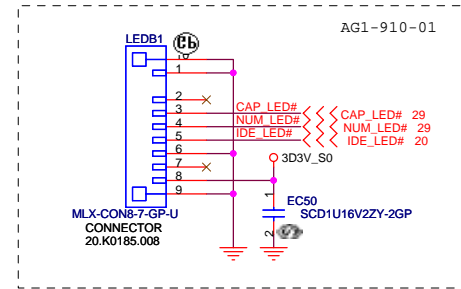 AG1-910-01
LEDB1
1
2
3 CAP_LED# CAP_LED# 29
4 NUM_LED# NUM_LED# 29
5 IDE_LED# IDE_LED# 20
6
7 3D3V_S0
8
9
1
EC50
MLX-CON8-7-GP-U
SCD1U16V2ZY-2GP
CONNECTOR
2
20.K0185.008